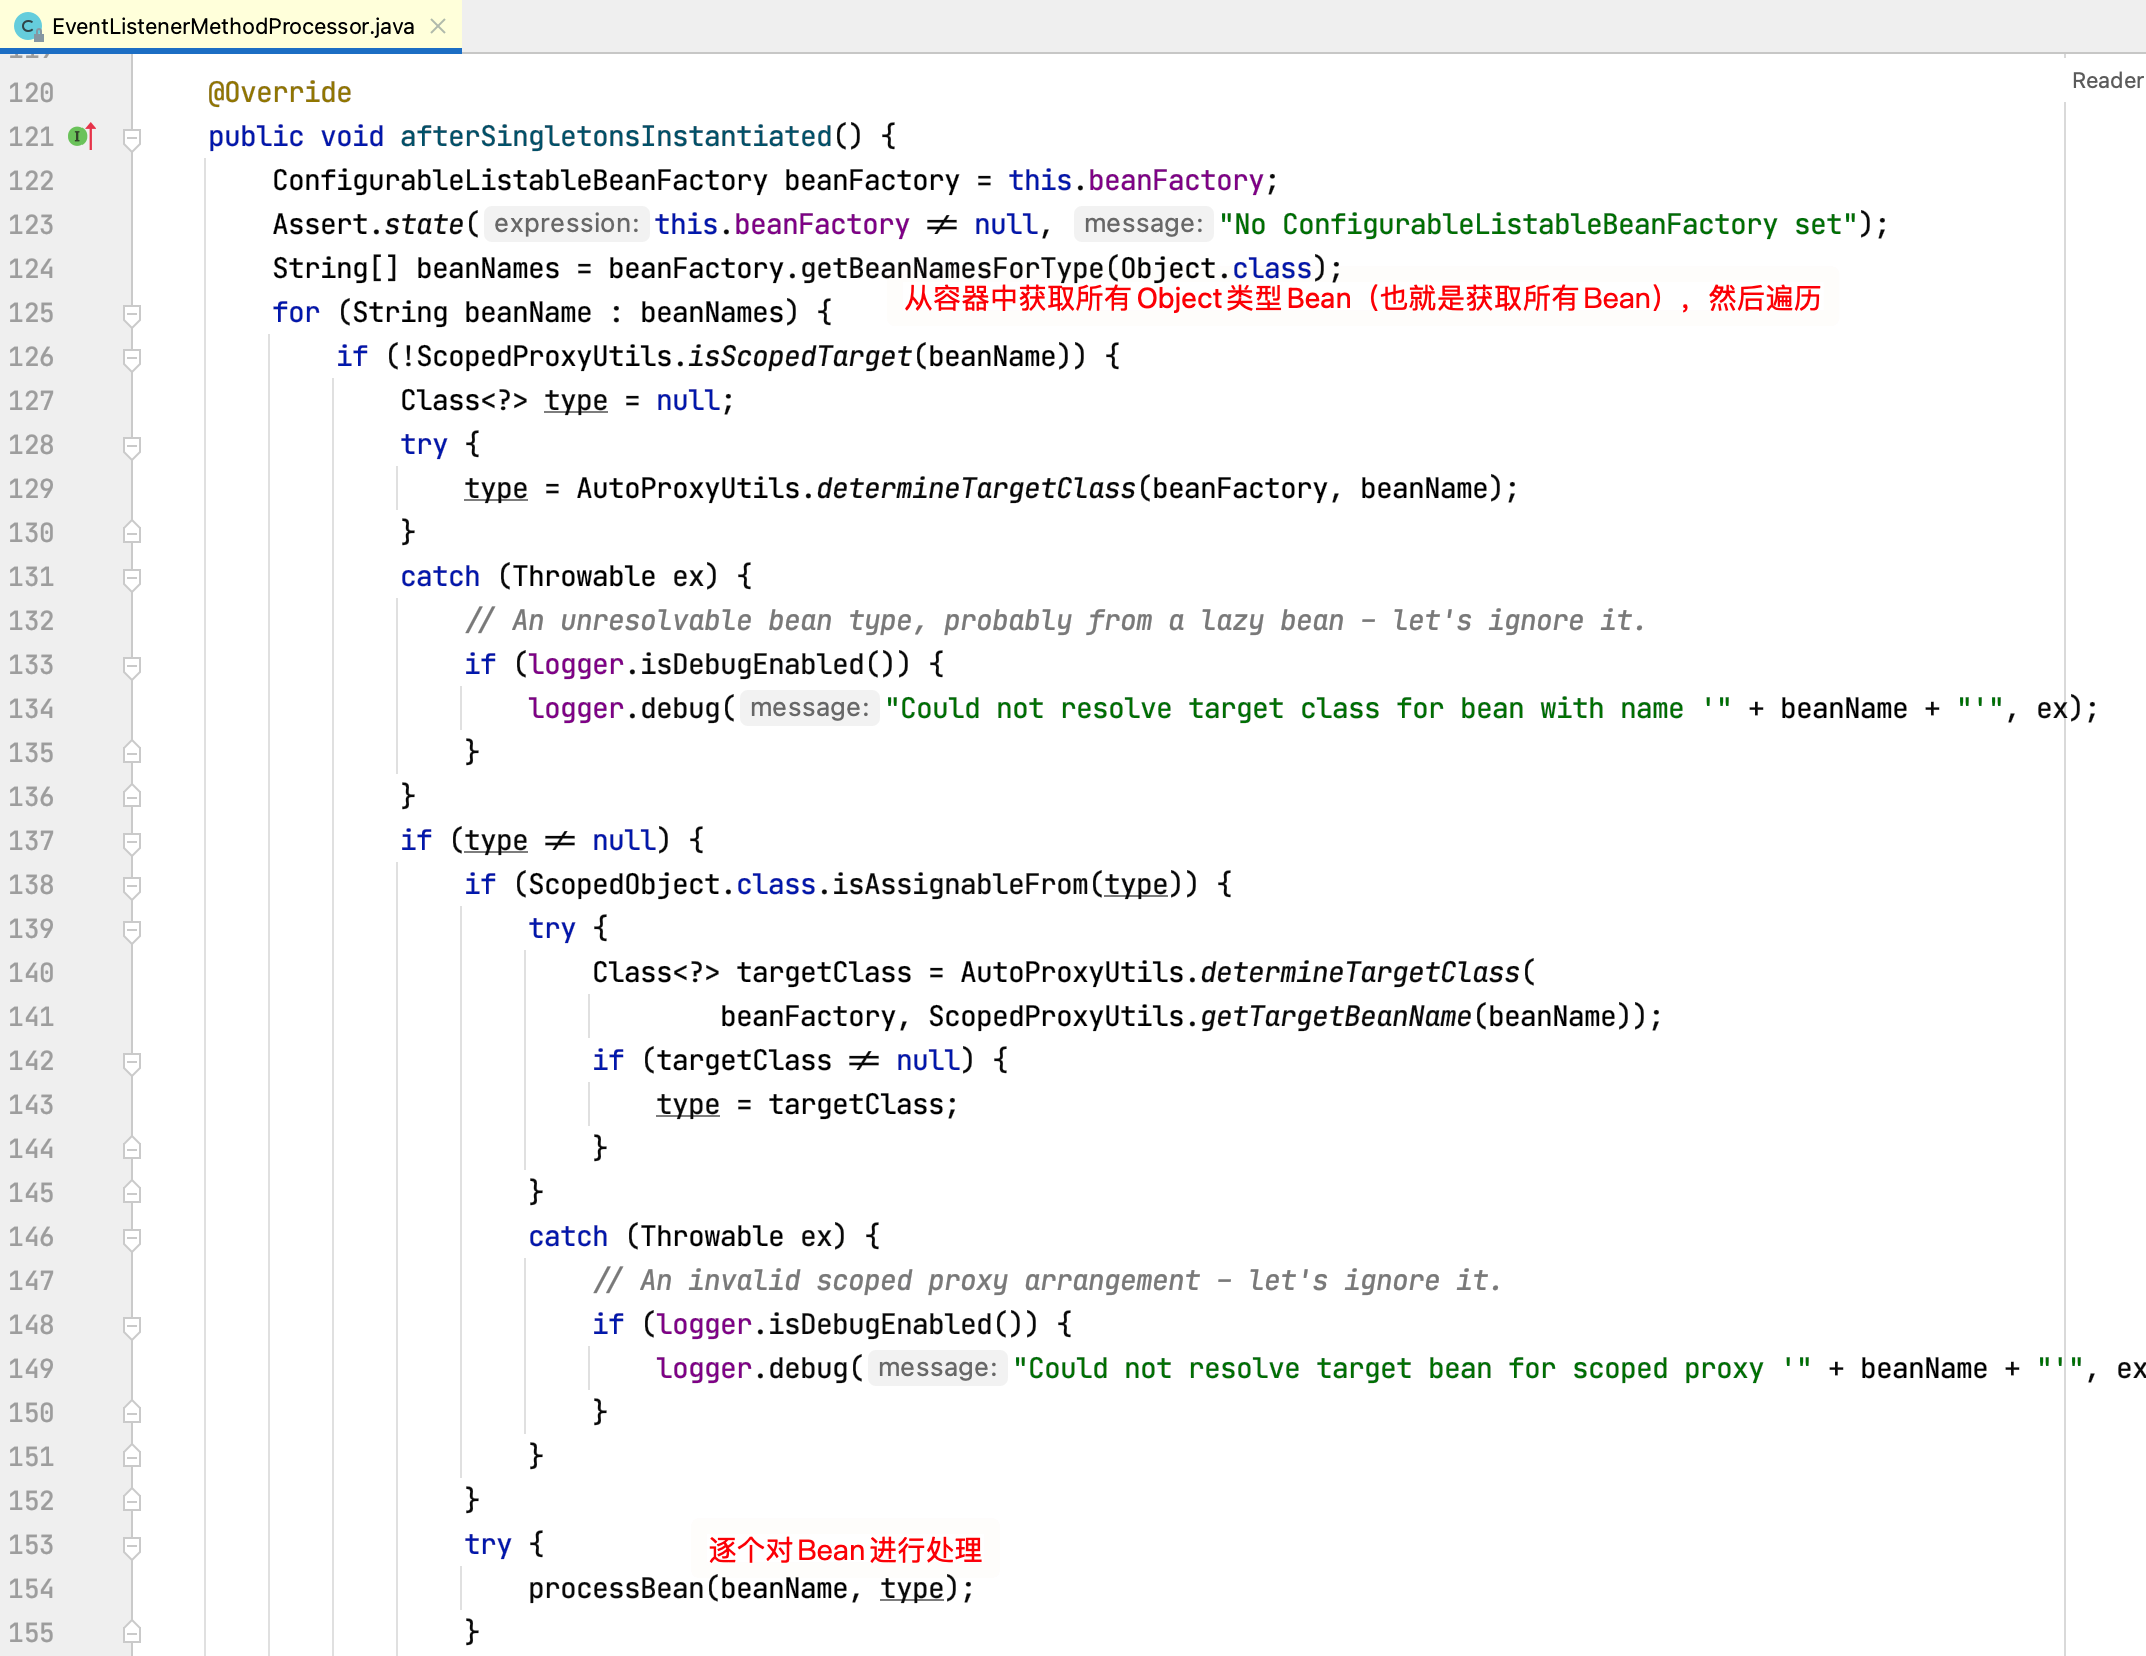 EventListenerMethodProcessor.java
Reader
120 @Override
121 public void afterSingletonsInstantiated() {
122 ConfigurableListableBeanFactory beanFactory = this.beanFactory;
123 Assert.state( expression: this.beanFactory ≠ null, message: "No ConfigurableListableBeanFactory set");
124 String[] beanNames = beanFactory.getBeanNamesForType(Object.class);
从容器中获取所有Object类型Bean（也就是获取所有Bean），然后遍历
125 for (String beanName : beanNames) {
126 if (!ScopedProxyUtils.isScopedTarget(beanName)) {
127 Class<?> type = null;
128 try {
129 type = AutoProxyUtils.determineTargetClass(beanFactory, beanName);
130 }
131 catch (Throwable ex) {
132 // An unresolvable bean type, probably from a lazy bean - let's ignore it.
133 if (logger.isDebugEnabled()) {
134 logger.debug( message: "Could not resolve target class for bean with name '" + beanName + "'", ex);
135 }
136 }
137 if (type ≠ null) {
138 if (ScopedObject.class.isAssignableFrom(type)) {
139 try {
140 Class<?> targetClass = AutoProxyUtils.determineTargetClass(
141 beanFactory, ScopedProxyUtils.getTargetBeanName(beanName));
142 if (targetClass ≠ null) {
143 type = targetClass;
144 }
145 }
146 catch (Throwable ex) {
147 // An invalid scoped proxy arrangement - let's ignore it.
148 if (logger.isDebugEnabled()) {
149 logger.debug( message: "Could not resolve target bean for scoped proxy '" + beanName + "'", ex
150 }
151 }
152 }
153 try {
逐个对Bean进行处理
154 processBean(beanName, type);
155 }